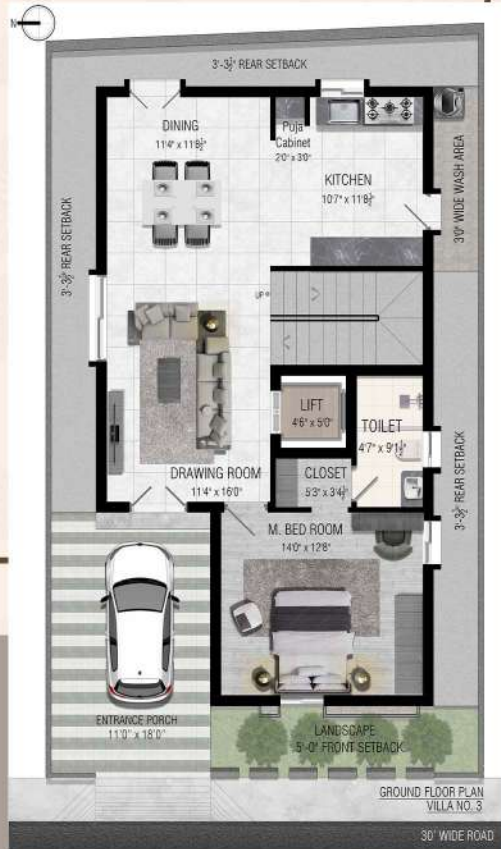 N
3'-3½" REAR SETBACK
DINING
11'4" x 11'8½"
Puja
Cabinet
2'0" x 3'0"
KITCHEN
10'7" x 11'8½"
3'0" WIDE WASH AREA
3'-3½" REAR SETBACK
UP
LIFT
4'6" x 5'0"
TOILET
4'7" x 9'1½"
DRAWING ROOM
11'4" x 16'0"
CLOSET
5'3" x 3'4½"
3'-3½" REAR SETBACK
M. BED ROOM
14'0" x 12'8"
ENTRANCE PORCH
11'0" x 18'0"
LANDSCAPE
5'-0" FRONT SETBACK
GROUND FLOOR PLAN
VILLA NO. 3
30' WIDE ROAD